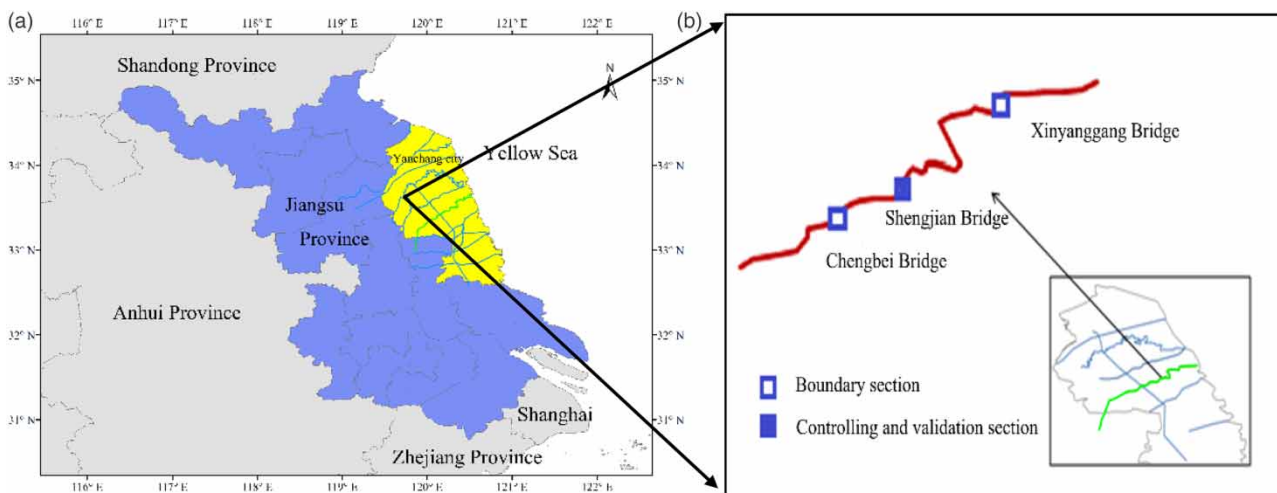 (a)
116° E 117° E 118° E 119° E 120° E 121° E 122° E
Shandong Province
N
35° N
35° N
34° N
34° N
Yancheng city
Yellow Sea
Jiangsu
Province
33° N
33° N
Anhui Province
32° N
32° N
31° N
31° N
Shanghai
Zhejiang Province
116° E 117° E 118° E 119° E 120° E 121° E 122° E
(b)
Xinyanggang Bridge
Shengjian Bridge
Chengbei Bridge
Boundary section
Controlling and validation section